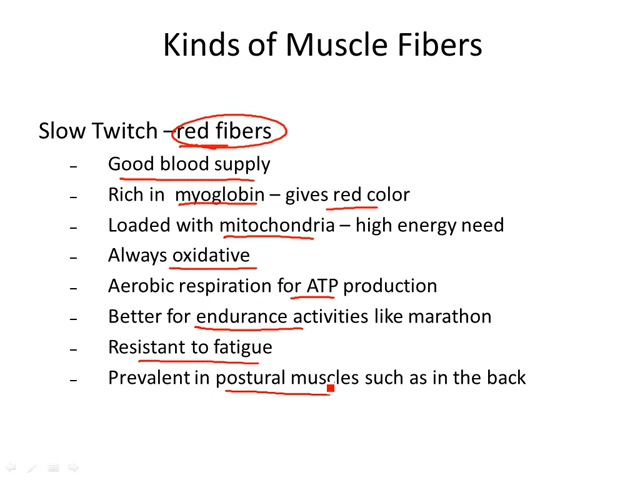 Kinds of Muscle Fibers
Slow Twitch –red fibers
– Good blood supply
– Rich in myoglobin – gives red color
– Loaded with mitochondria – high energy need
– Always oxidative
– Aerobic respiration for ATP production
– Better for endurance activities like marathon
– Resistant to fatigue
– Prevalent in postural muscles such as in the back